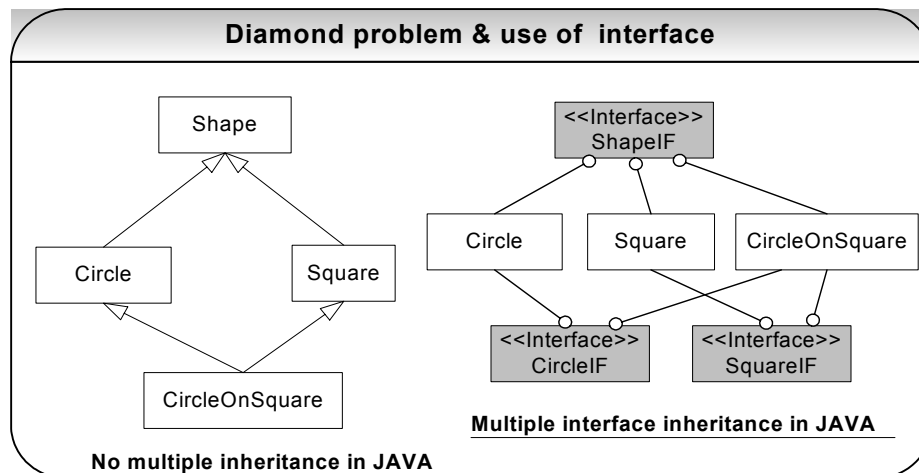 Diamond problem & use of interface
Shape
Circle
Square
CircleOnSquare
No multiple inheritance in JAVA
<<Interface>>
ShapeIF
Circle
Square
CircleOnSquare
<<Interface>>
CircleIF
<<Interface>>
SquareIF
Multiple interface inheritance in JAVA